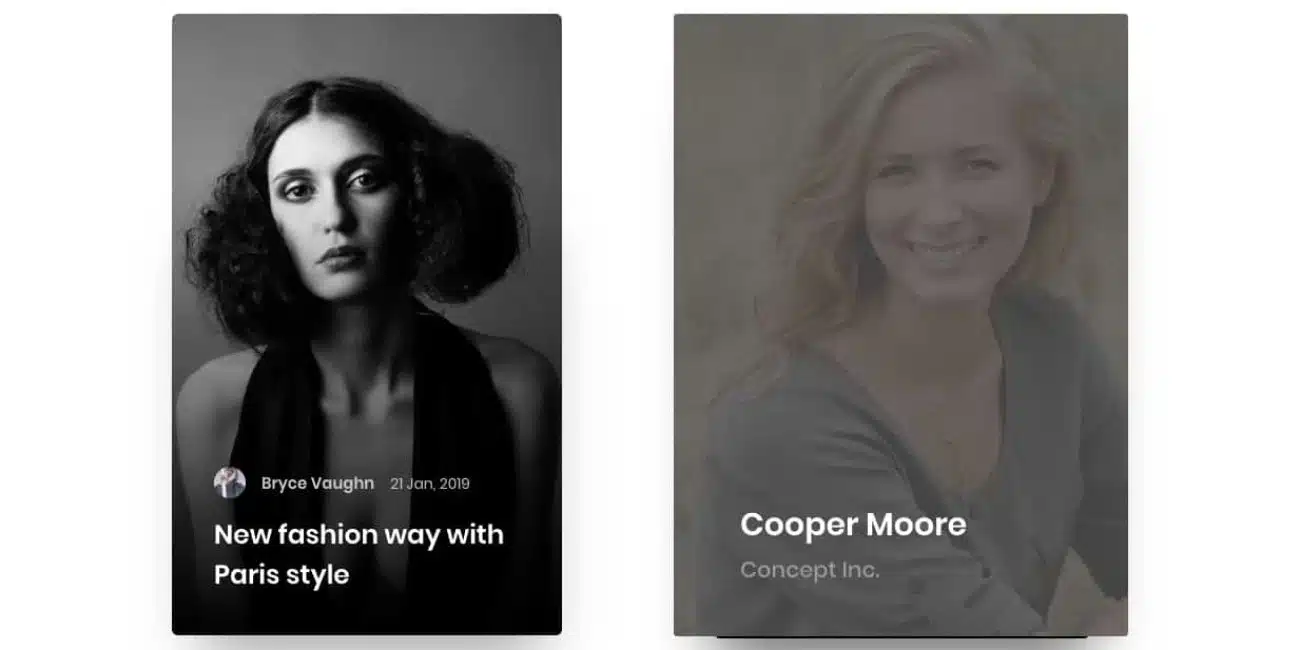 Bryce Vaughn 21 Jan, 2019
New fashion way with
Paris style
Cooper Moore
Concept Inc.